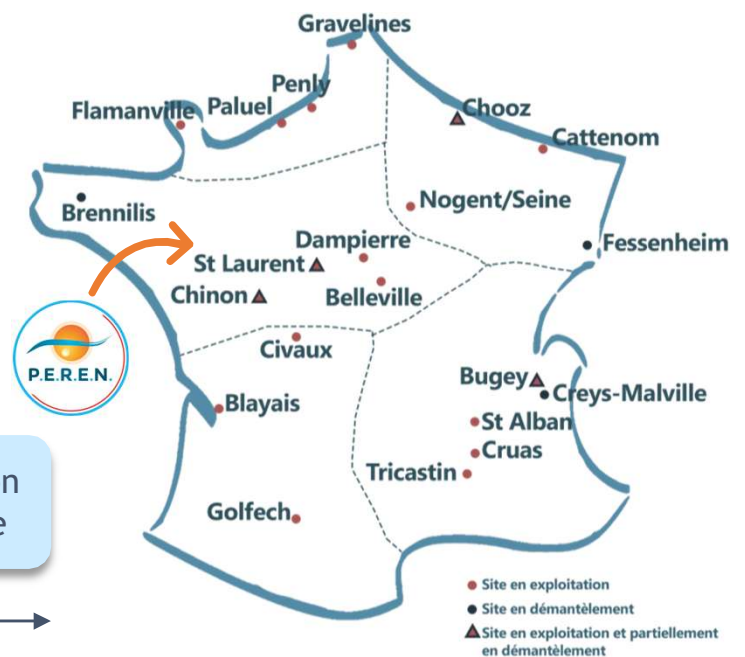 Gravelines
Penly
Flamanville
Paluel
Chooz
Cattenom
Brennilis
Nogent/Seine
Dampierre
Fessenheim
St Laurent
Chinon
Belleville
P.E.R.E.N.
Civaux
Bugey
Creys-Malville
Blayais
St Alban
Cruas
Tricastin
n
e
Golfech
Site en exploitation
Site en démantèlement
Site en exploitation et partiellement
en démantèlement